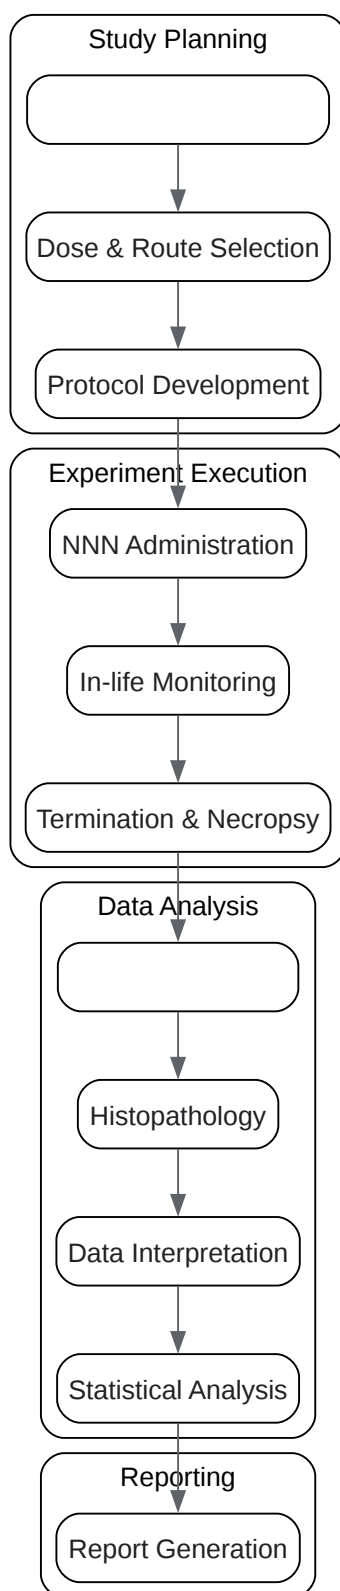 Study Planning
Dose & Route Selection
Protocol Development
Experiment Execution
NNN Administration
In-life Monitoring
Termination & Necropsy
Data Analysis
Histopathology
Data Interpretation
Statistical Analysis
Reporting
Report Generation